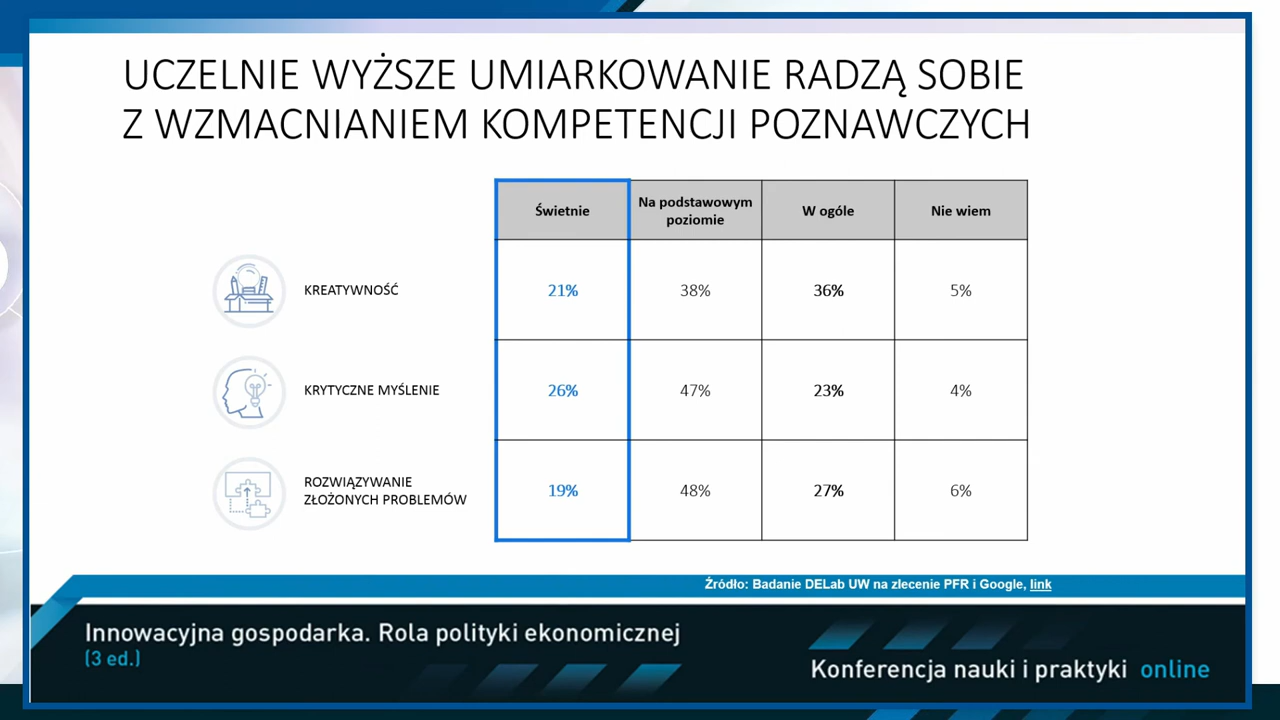 UCZELNIE WYŻSZE UMIARKOWANIE RADZĄ SOBIE
Z WZMACNIANIEM KOMPETENCJI POZNAWCZYCH
Świetnie
Na podstawowym
poziomie
W ogóle
Nie wiem
KREATYWNOŚĆ
21%
38%
36%
5%
KRYTYCZNE MYŚLENIE
26%
47%
23%
4%
ROZWIĄZYWANIE
ZŁOŻONYCH PROBLEMÓW
19%
48%
27%
6%
Źródło: Badanie DELab UW na zlecenie PFR i Google, link
Innowacyjna gospodarka. Rola polityki ekonomicznej
(3 ed.)
Konferencja nauki i praktyki online